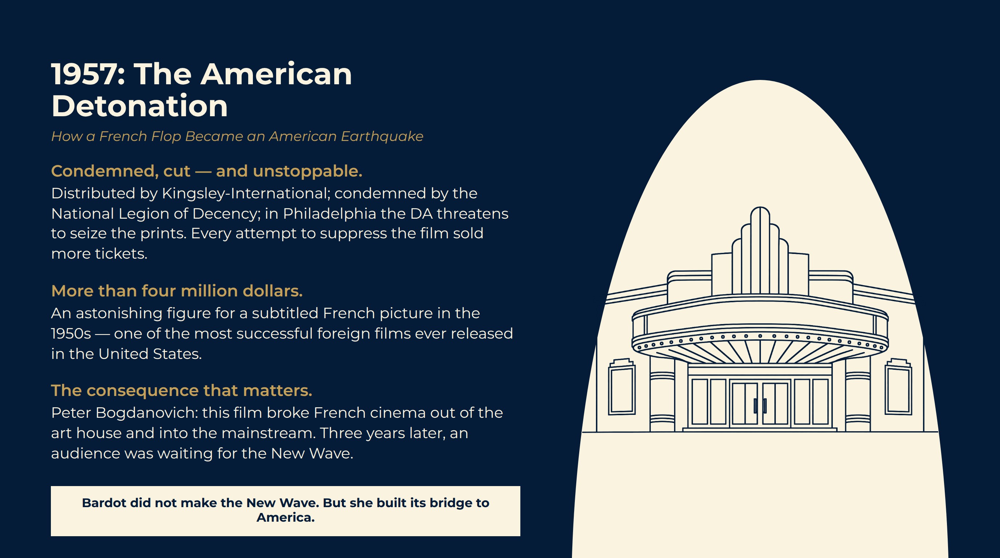 1957: The American
Detonation
How a French Flop Became an American Earthquake
Condemned, cut — and unstoppable.
Distributed by Kingsley-International; condemned by the
National Legion of Decency; in Philadelphia the DA threatens
to seize the prints. Every attempt to suppress the film sold
more tickets.
More than four million dollars.
An astonishing figure for a subtitled French picture in the
1950s — one of the most successful foreign films ever released
in the United States.
The consequence that matters.
Peter Bogdanovich: this film broke French cinema out of the
art house and into the mainstream. Three years later, an
audience was waiting for the New Wave.
Bardot did not make the New Wave. But she built its bridge to
America.